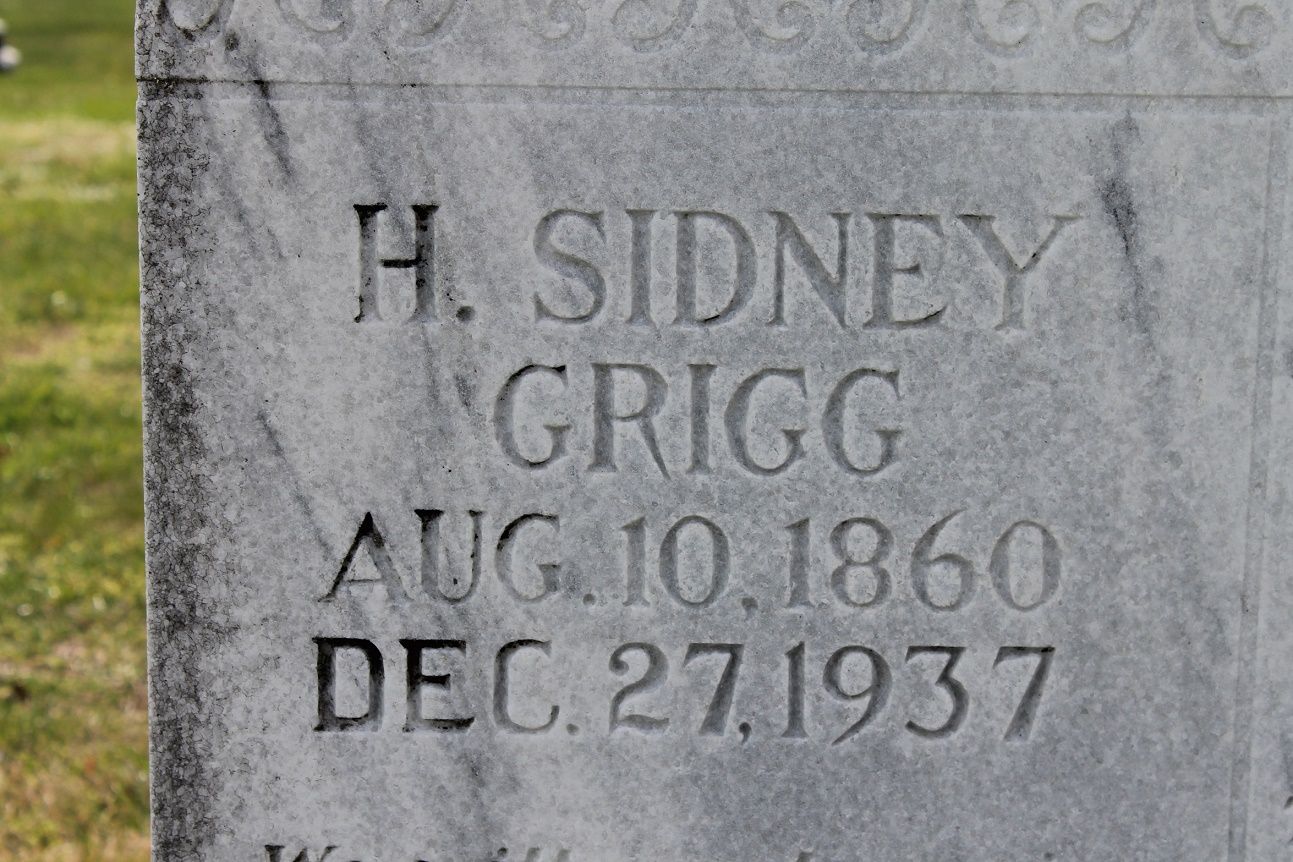 H. SIDNEY
GRIGG
AUG. 10, 1860
DEC. 27, 1937